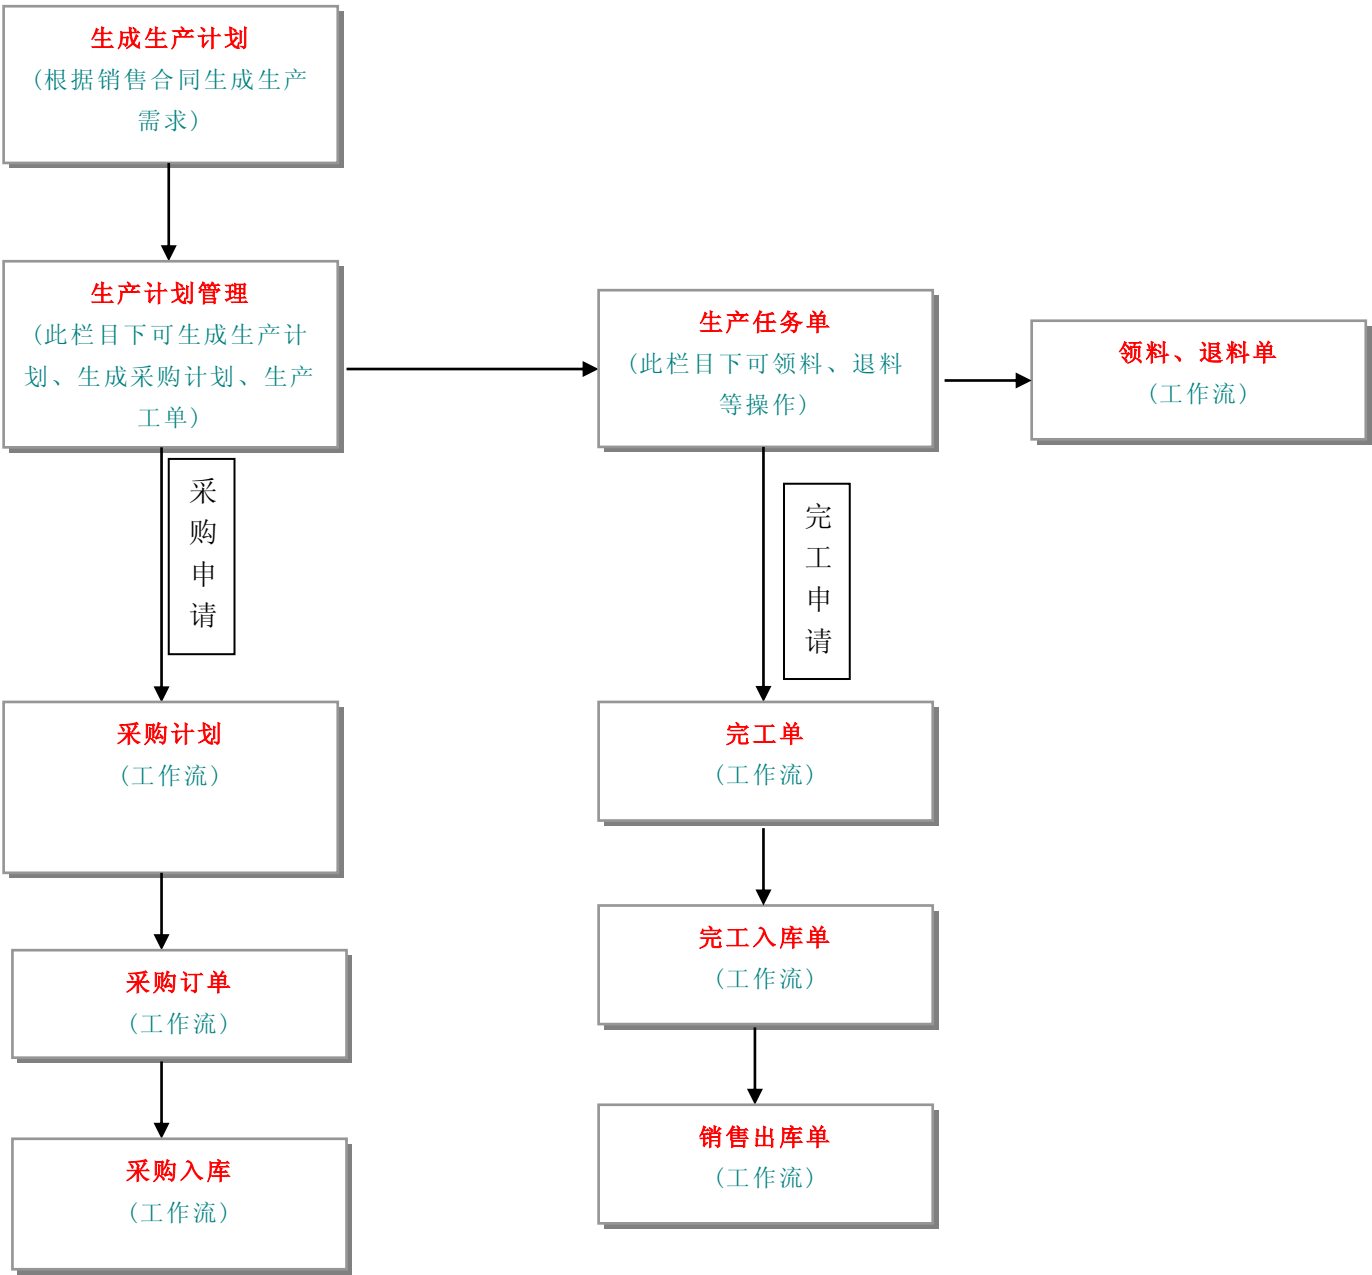 生成生产计划
（根据销售合同生成生产
需求）
生产计划管理
（此栏目下可生成生产计
划、生成采购计划、生产
工单）
生产任务单
（此栏目下可领料、退料
等操作）
领料、退料单
（工作流）
采
购
申
请
完
工
申
请
采购计划
（工作流）
完工单
（工作流）
采购订单
（工作流）
完工入库单
（工作流）
采购入库
（工作流）
销售出库单
（工作流）